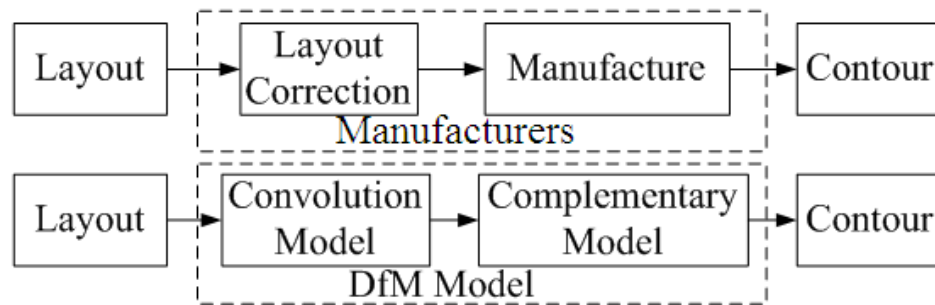 Layout
Layout
Correction
Manufacture
Contour
Manufacturers
Layout
Convolution
Model
Complementary
Model
Contour
DfM Model